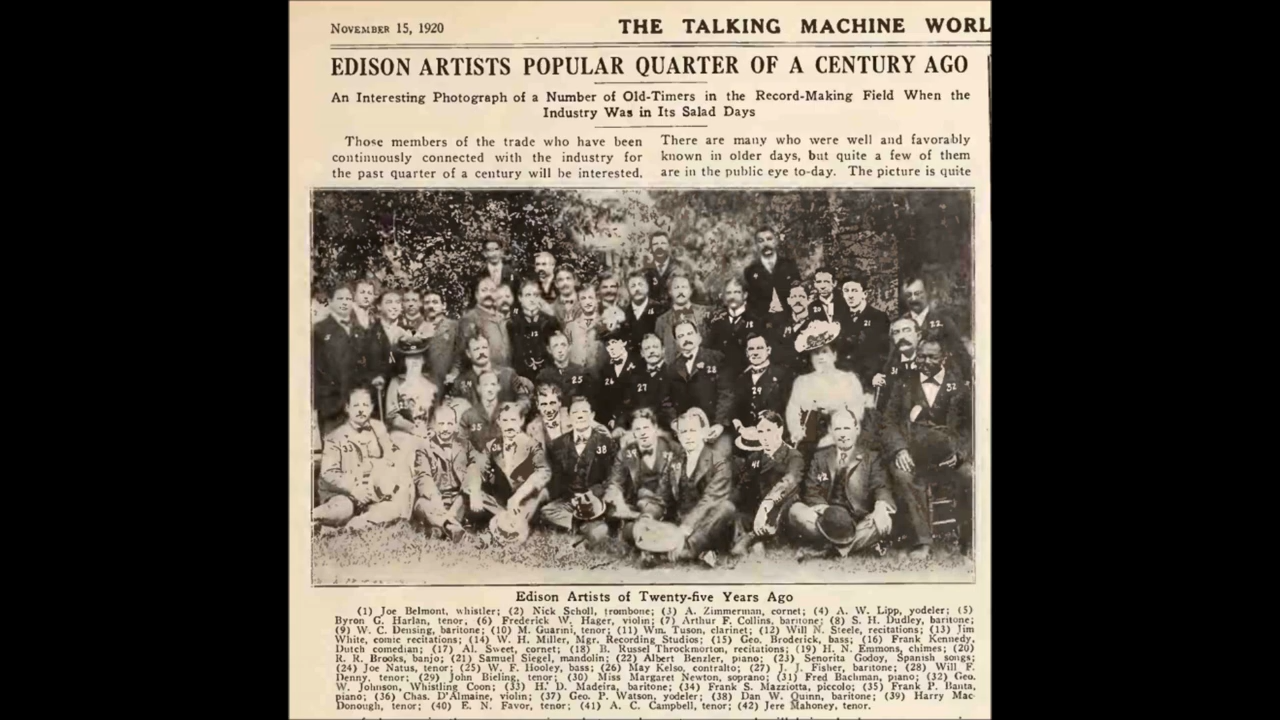 NOVEMBER 15, 1920
THE TALKING MACHINE WORL
EDISON ARTISTS POPULAR QUARTER OF A CENTURY AGO
An Interesting Photograph of a Number of Old-Timers in the Record-Making Field When the
Industry Was in Its Salad Days
Those members of the trade who have been
continuously connected with the industry for
the past quarter of a century will be interested,
There are many who were well and favorably
known in older days, but quite a few of them
are in the public eye to-day. The picture is quite
Edison Artists of Twenty-five Years Ago
(1) Joe Belmont, whistler; (2) Nick Scholl, trombone; (3) A. Zimmerman, cornet; (4) A. W. Lipp, yodeler; (5)
Byron G. Harlan, tenor, (6) Frederick W. Hager, violin; (7) Arthur F. Collins, baritone; (8) S. H. Dudley, baritone;
(9) W. C. Densing, baritone; (10) M. Guarini, tenor; (11) Wm. Tuson, clarinet; (12) Will N. Steele, recitations; (13) Jim
White, comic recitations; (14) W. H. Miller, Mgr. Recording Studios; (15) Geo. Broderick, bass; (16) Frank Kennedy,
Dutch comedian; (17) Al. Sweet, cornet; (18) B. Russel Throckmorton, recitations; (19) H. N. Emmons, chimes; (20)
R. R. Brooks, banjo; (21) Samuel Siegel, mandolin; (22) Albert Benzler, piano; (23) Senorita Godoy, Spanish songs;
(24) Joe Natus, tenor; (25) W. F. Hooley, bass; (26) May Kelso, contralto; (27) J. J. Fisher, baritone; (28) Will F.
Denny, tenor; (29) John Bieling, tenor; (30) Miss Margaret Newton, soprano; (31) Fred Bachman, piano; (32) Geo.
W. Johnson, Whistling Coon; (33) H. D. Madeira, baritone; (34) Frank S. Mazziotta, piccolo; (35) Frank P. Banta,
piano; (36) Chas. D'Almaine, violin; (37) Geo. P. Watson, yodeler; (38) Dan W. Quinn, baritone; (39) Harry Mac-
Donough, tenor; (40) E. N. Favor, tenor; (41) A. C. Campbell, tenor; (42) Jere Mahoney, tenor.